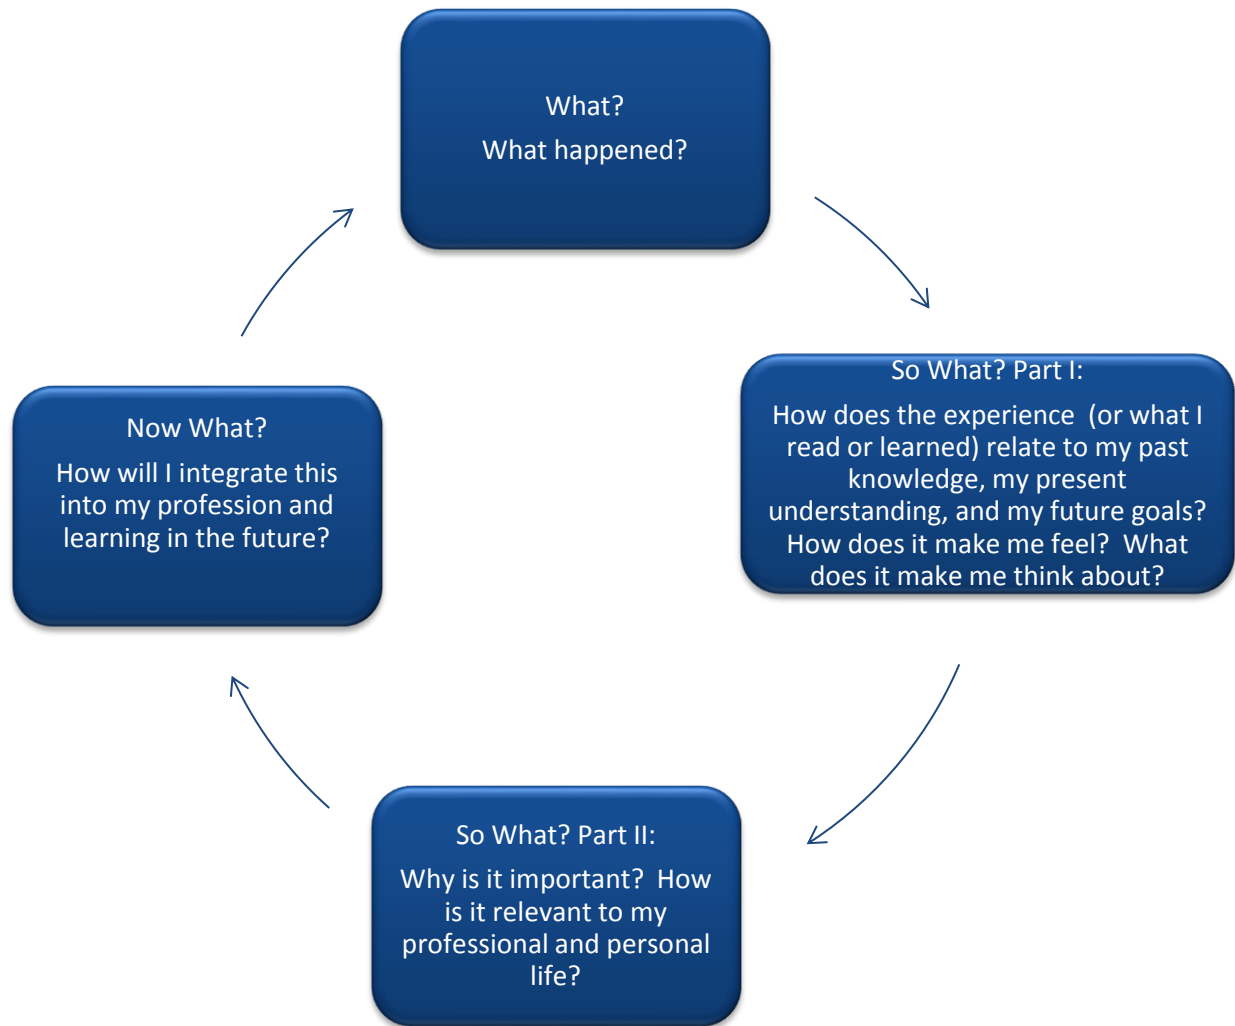 What?
What happened?
So What? Part I:
How does the experience  (or what I
read or learned) relate to my past
knowledge, my present
understanding, and my future goals?
How does it make me feel?  What
does it make me think about?
So What? Part II:
Why is it important?  How
is it relevant to my
professional and personal
life?
Now What?
How will I integrate this
into my profession and
learning in the future?